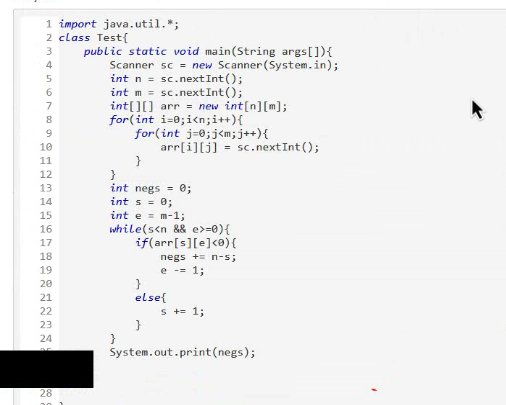 1 import java.util.*;
2 class Test{
3 public static void main(String args[]){
4 Scanner sc = new Scanner(System.in);
5 int n = sc.nextInt();
6 int m = sc.nextInt();
7 int[][] arr = new int[n][m];
8 for(int i=0;i<n;i++){
9 for(int j=0;j<m;j++){
10 arr[i][j] = sc.nextInt();
11 }
12 }
13 int negs = 0;
14 int s = 0;
15 int e = m-1;
16 while(s<n && e>=0){
17 if(arr[s][e]<0){
18 negs += n-s;
19 e -= 1;
20 }
21 else{
22 s += 1;
23 }
24 }
System.out.print(negs);
28